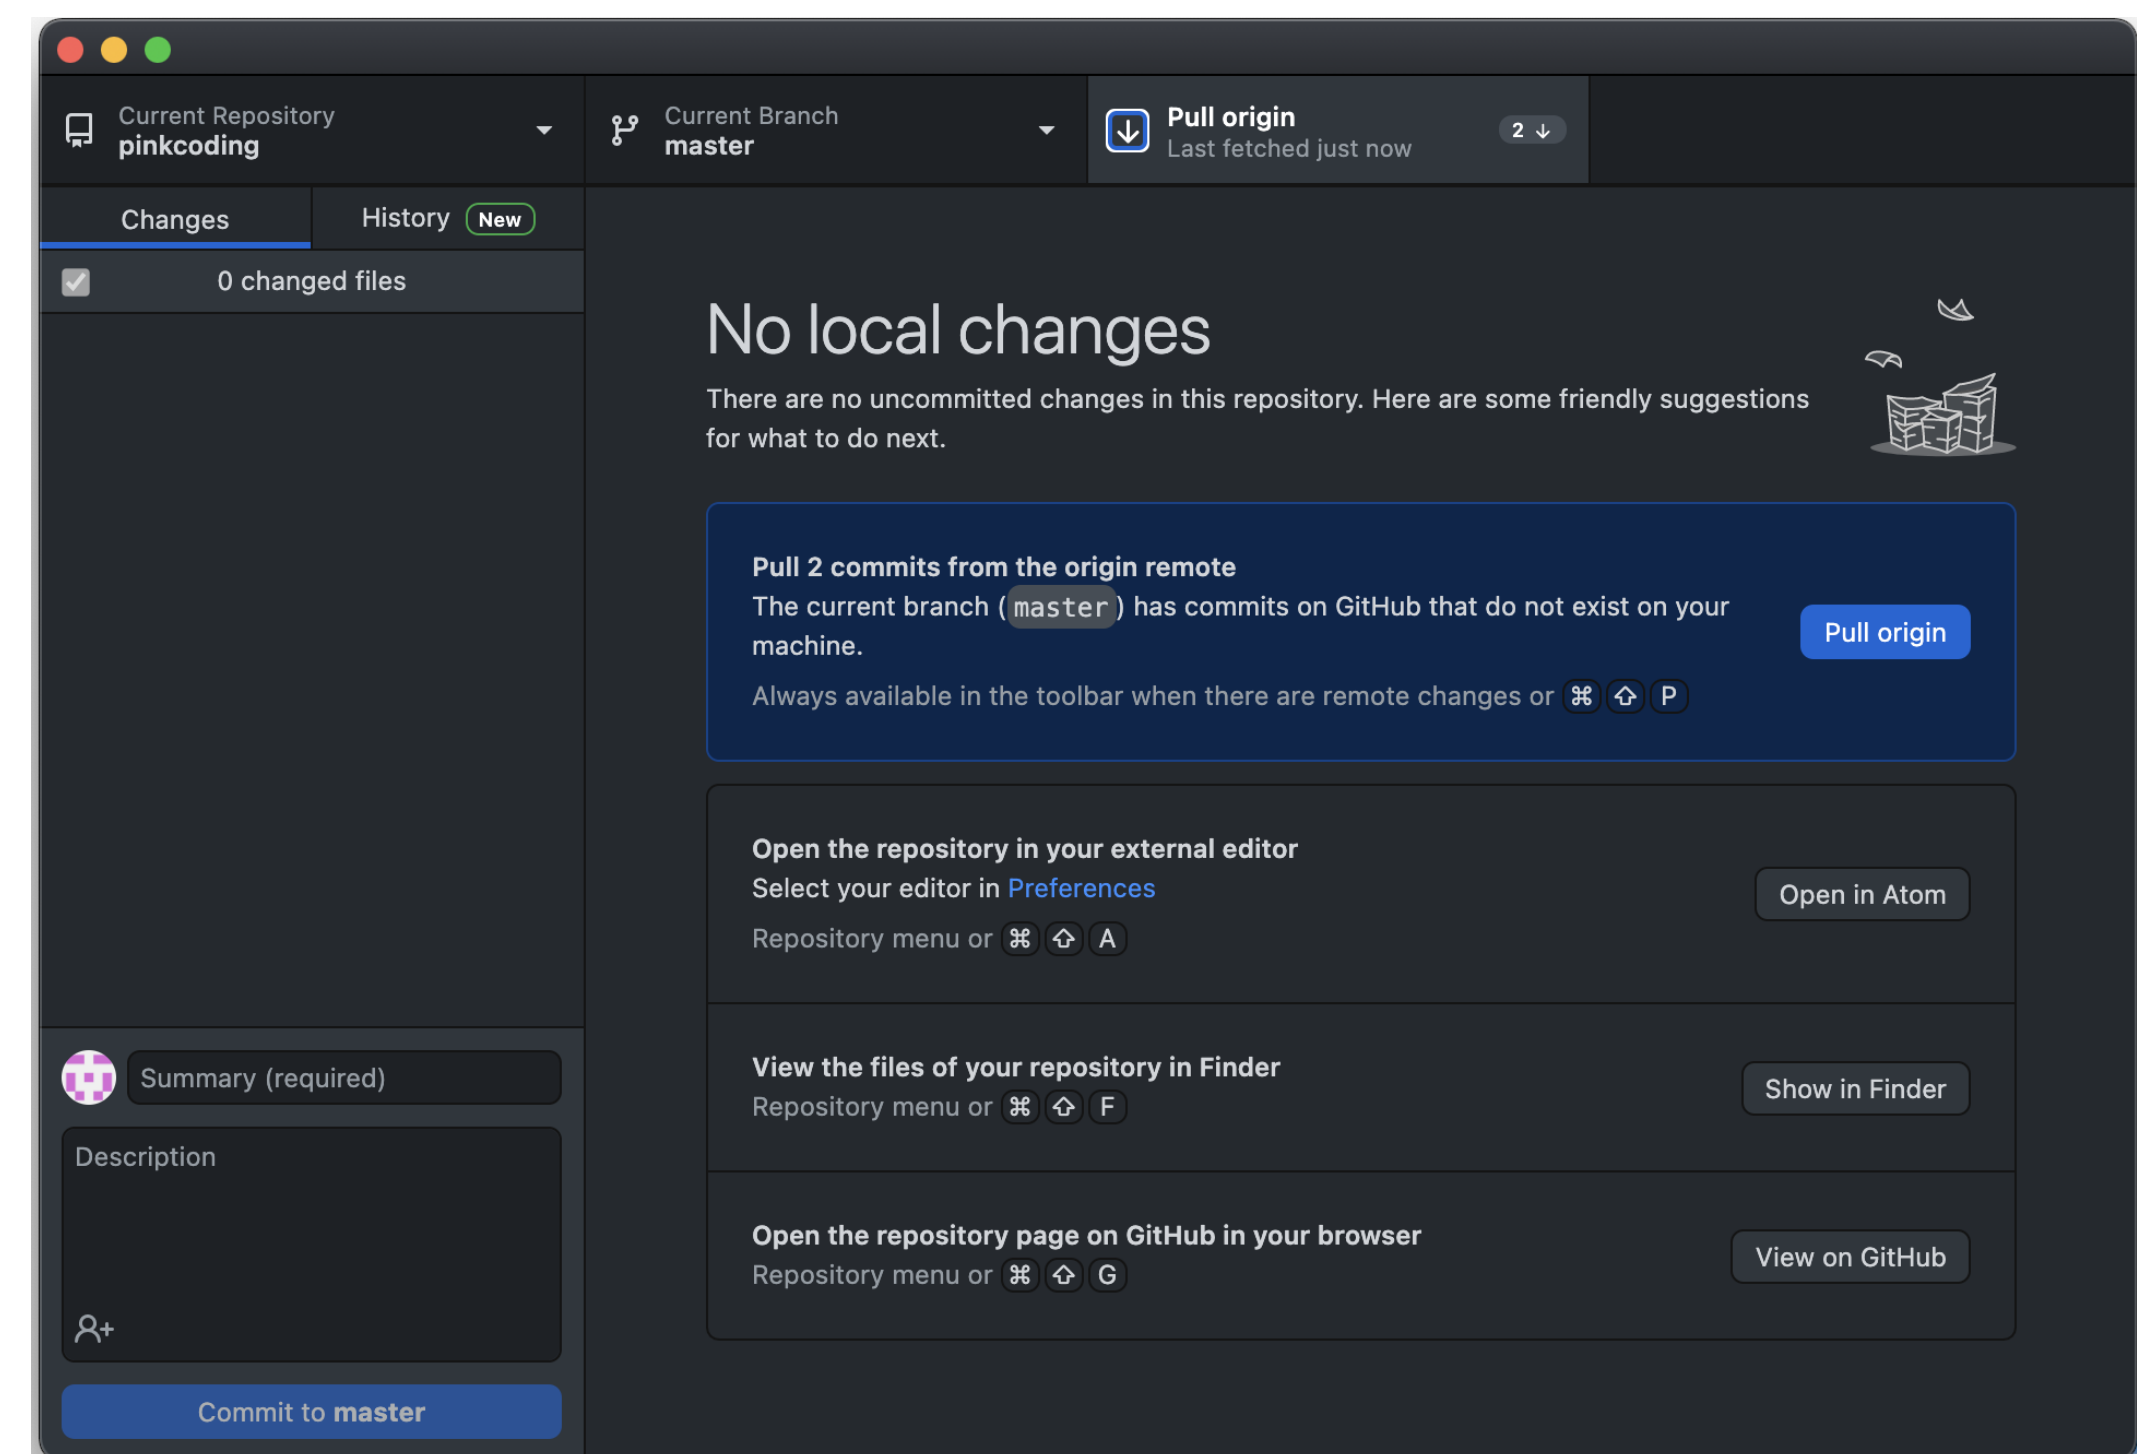 Current Repository
pinkcoding
Current Branch
master
Pull origin
Last fetched just now
2 ↓
Changes
History New
0 changed files
No local changes
There are no uncommitted changes in this repository. Here are some friendly suggestions
for what to do next.
Pull 2 commits from the origin remote
The current branch (master) has commits on GitHub that do not exist on your
machine.
Always available in the toolbar when there are remote changes or ⌘ ⇧ P
Pull origin
Open the repository in your external editor
Select your editor in Preferences
Repository menu or ⌘ ⇧ A
Open in Atom
View the files of your repository in Finder
Repository menu or ⌘ ⇧ F
Show in Finder
Open the repository page on GitHub in your browser
Repository menu or ⌘ ⇧ G
View on GitHub
Summary (required)
Description
Commit to master